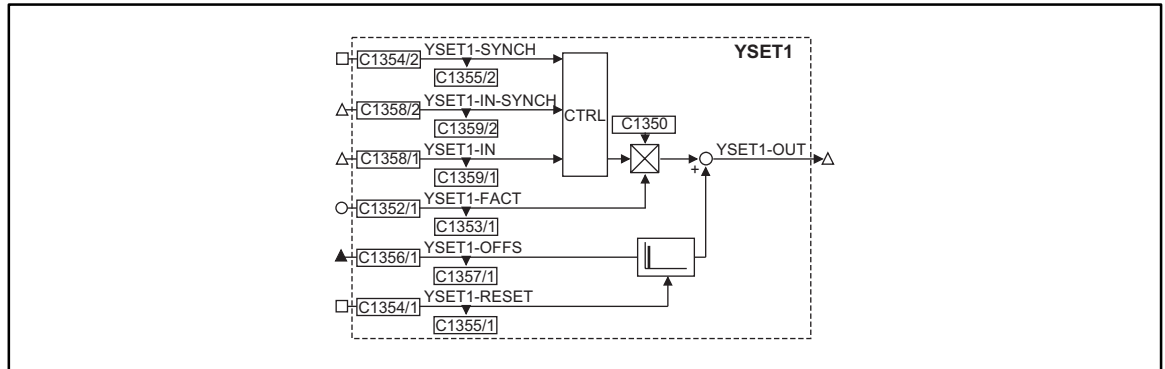 YSET1
C1354/2 YSET1-SYNCH
C1355/2
C1358/2 YSET1-IN-SYNCH
C1359/2
CTRL
C1350
C1358/1 YSET1-IN
C1359/1
YSET1-OUT
+
C1352/1 YSET1-FACT
C1353/1
C1356/1 YSET1-OFFS
C1357/1
C1354/1 YSET1-RESET
C1355/1